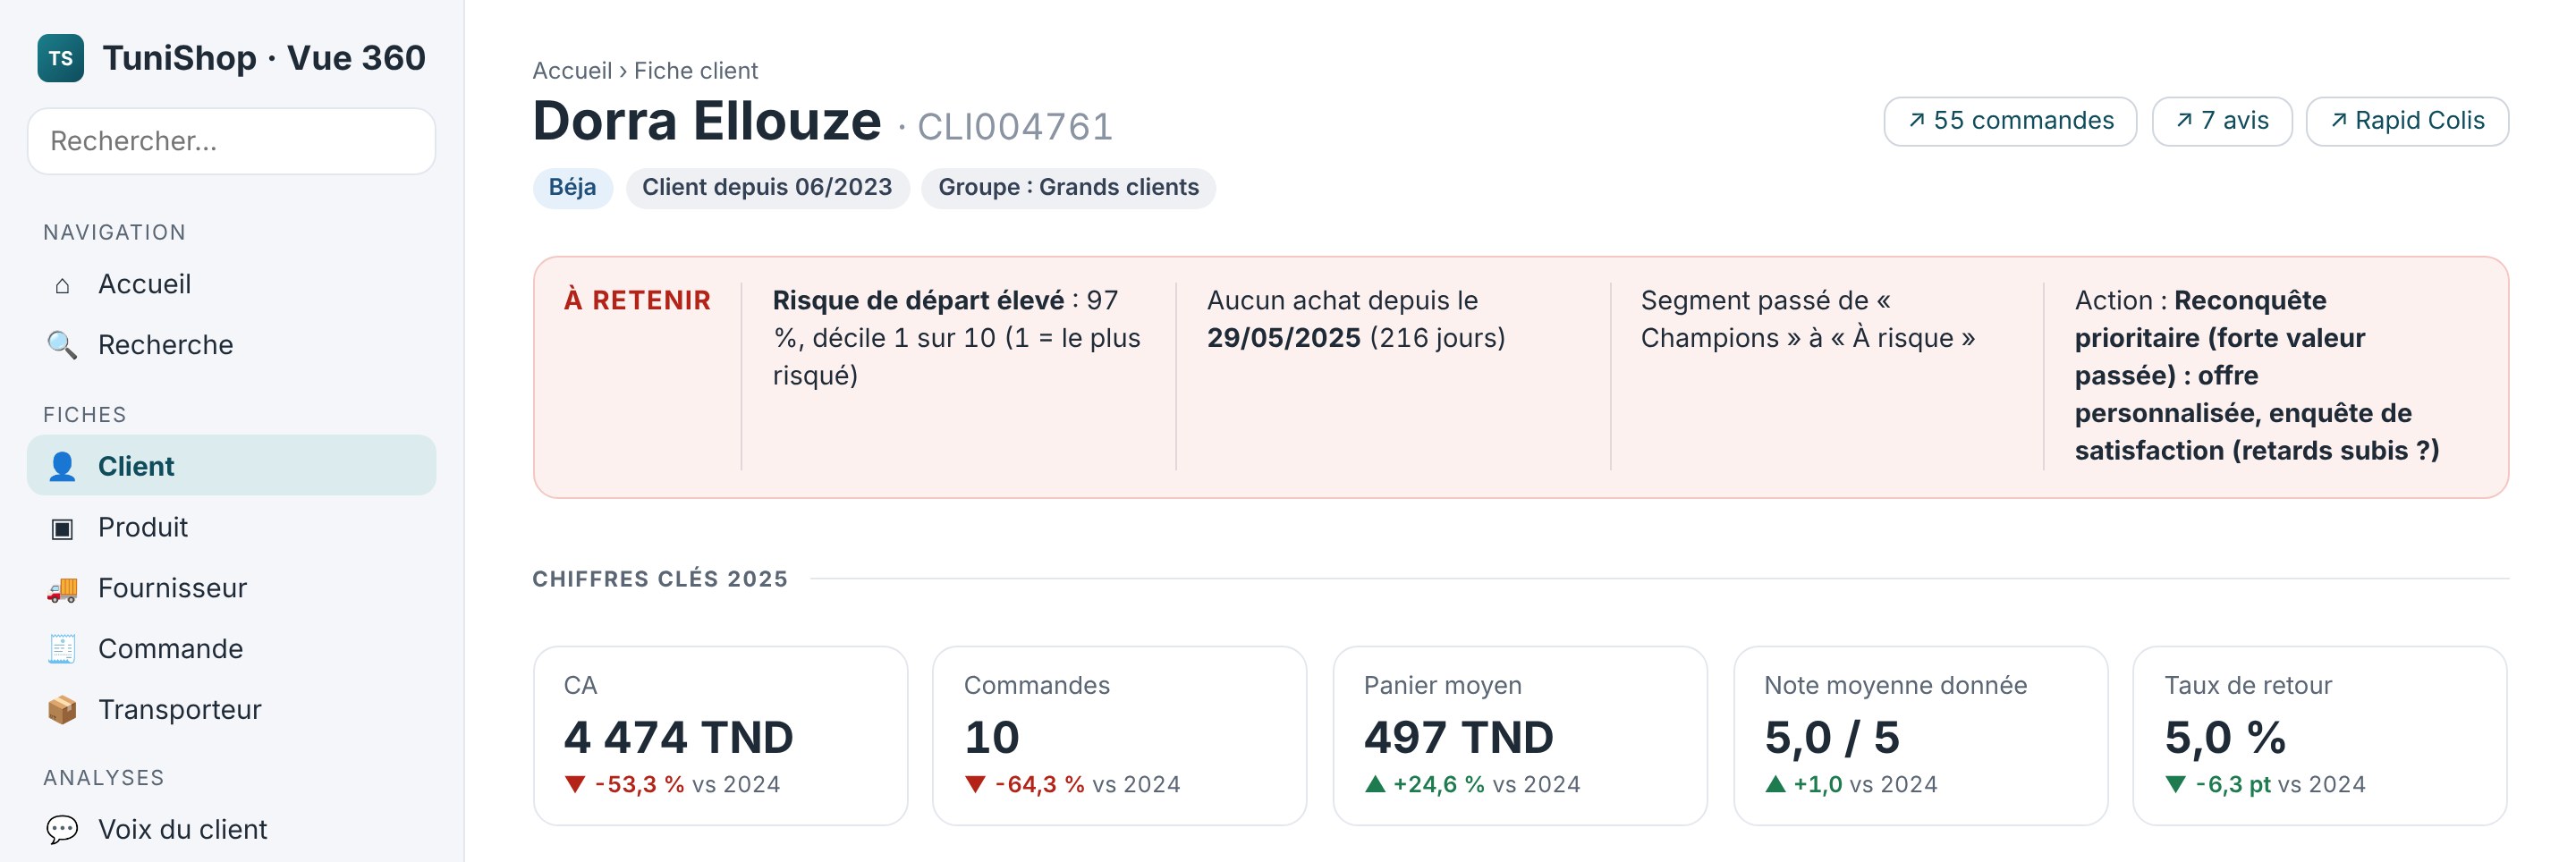 TS TuniShop · Vue 360
Rechercher...
NAVIGATION
Accueil
Recherche
FICHES
Client
Produit
Fournisseur
Commande
Transporteur
ANALYSES
Voix du client
Accueil › Fiche client
Dorra Ellouze · CLI004761
↗ 55 commandes
↗ 7 avis
↗ Rapid Colis
Béja
Client depuis 06/2023
Groupe : Grands clients
À RETENIR
Risque de départ élevé : 97
%, décile 1 sur 10 (1 = le plus
risqué)
Aucun achat depuis le
29/05/2025 (216 jours)
Segment passé de «
Champions » à « À risque »
Action : Reconquête
prioritaire (forte valeur
passée) : offre
personnalisée, enquête de
satisfaction (retards subis ?)
CHIFFRES CLÉS 2025
CA
4 474 TND
▼ -53,3 % vs 2024
Commandes
10
▼ -64,3 % vs 2024
Panier moyen
497 TND
▲ +24,6 % vs 2024
Note moyenne donnée
5,0 / 5
▲ +1,0 vs 2024
Taux de retour
5,0 %
▼ -6,3 pt vs 2024